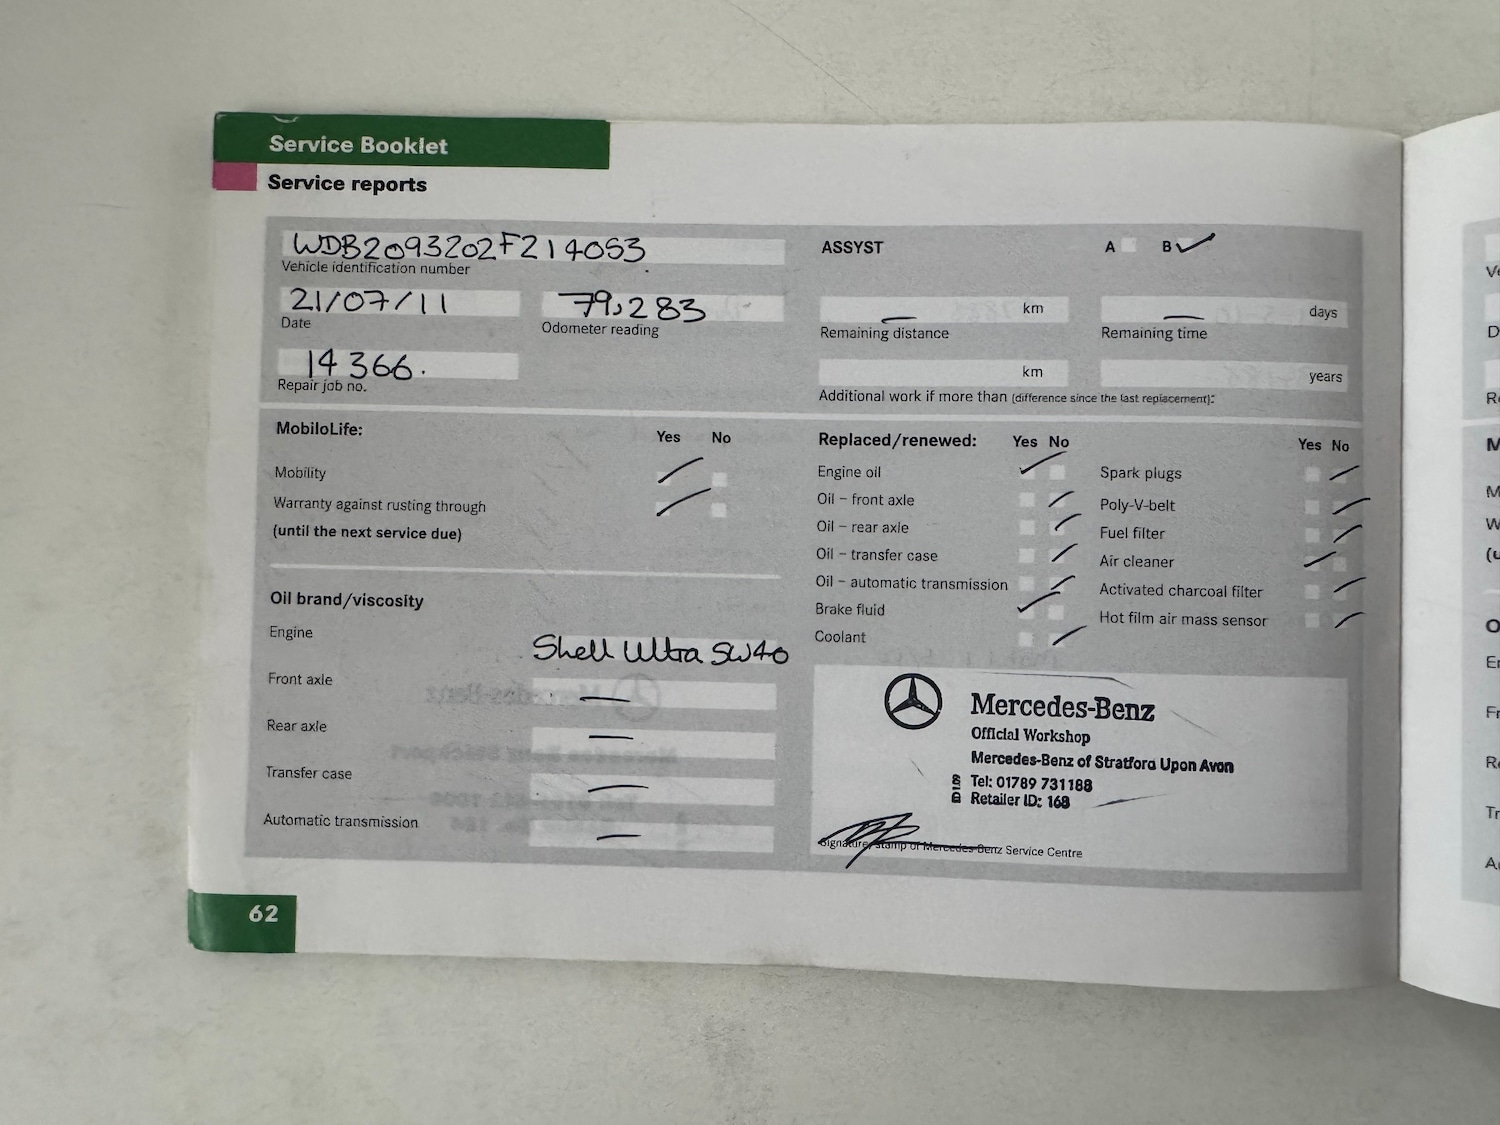 Service Booklet
Service reports
WDB2093202F214053
Vehicle identification number
21/07/11
Date
79,283
Odometer reading
14366.
Repair job no.
ASSYST
A
B
km
Remaining distance
days
Remaining time
km
years
Additional work if more than (difference since the last replacement):
MobiloLife:
Yes No
Mobility
Warranty against rusting through
(until the next service due)
Oil brand/viscosity
Engine
Shell Ultra 5W40
Front axle
Rear axle
Transfer case
Automatic transmission
Replaced/renewed:
Yes No
Engine oil
Oil – front axle
Oil – rear axle
Oil – transfer case
Oil – automatic transmission
Brake fluid
Coolant
Yes No
Spark plugs
Poly-V-belt
Fuel filter
Air cleaner
Activated charcoal filter
Hot film air mass sensor
Mercedes-Benz
Official Workshop
Mercedes-Benz of Stratford Upon Avon
Tel: 01789 731188
Retailer ID: 168
Signature, stamp of Mercedes-Benz Service Centre
62